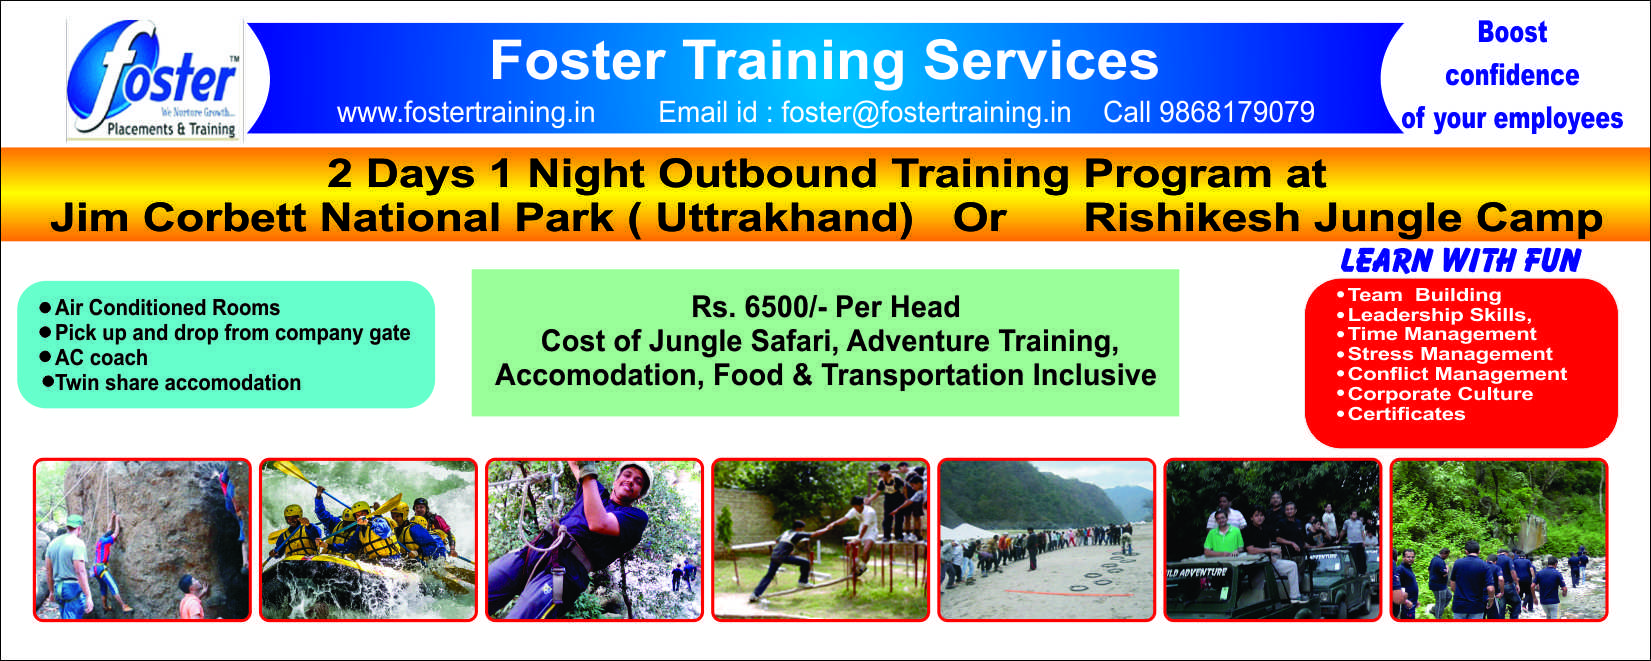 foster™
We Nurture Growth...
Placements & Training
Foster Training Services
www.fostertraining.in Email id : foster@fostertraining.in Call 9868179079
Boost
confidence
of your employees
2 Days 1 Night Outbound Training Program at
Jim Corbett National Park ( Uttrakhand) Or Rishikesh Jungle Camp
LEARN WITH FUN
• Air Conditioned Rooms
• Pick up and drop from company gate
• AC coach
• Twin share accomodation
Rs. 6500/- Per Head
Cost of Jungle Safari, Adventure Training,
Accomodation, Food & Transportation Inclusive
• Team Building
• Leadership Skills,
• Time Management
• Stress Management
• Conflict Management
• Corporate Culture
• Certificates
ILD ADVENTURE